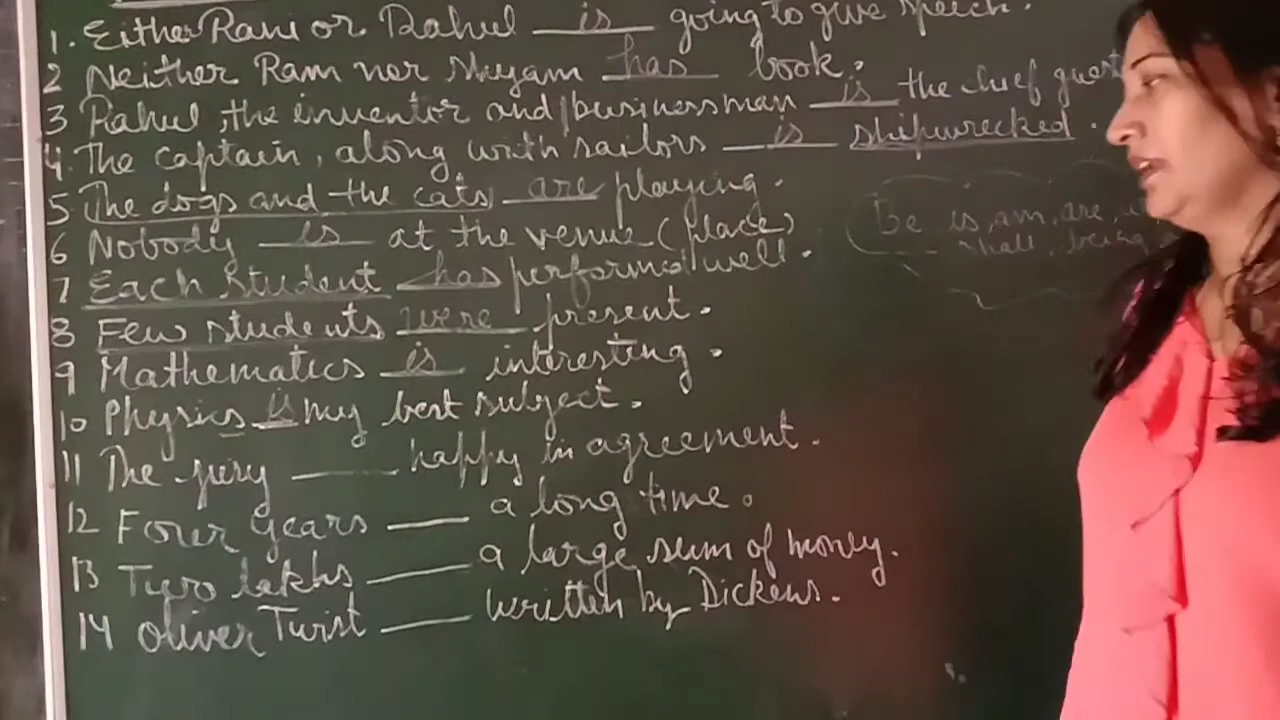 1. Either Rani or Rahul is going to give speech.
2 Neither Ram nor Shyam has book.
3 Rahul, the inventor and businessman is the chief guest
4. The captain, along with sailors is shipwrecked.
5 The dogs and the cats are playing.
6 Nobody is at the venue (place)
7 Each student has performed well.
8 Few students were present.
9 Mathematics is interesting.
10 Physics is my best subject.
11 The jury ____ happy in agreement.
12 Four years ____ a long time.
13 Two lakhs ____ a large sum of money.
14 Oliver Twist ____ written by Dickens.
Be is, am, are,
shall, being